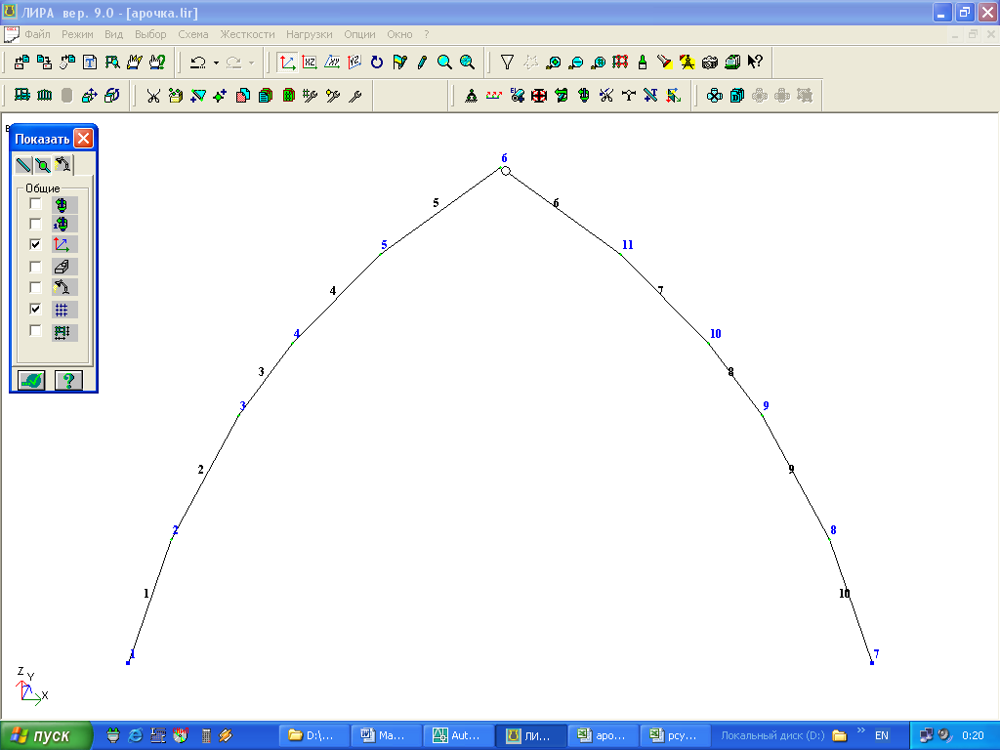 ЛИРА вер. 9.0 - [арочка.lir]
Файл Режим Вид Выбор Схема Жесткости Нагрузки Опции Окно ?
Показать
Общие
6
5 6
5 11
4 7
4 10
3 8
3 9
2 9
2 8
1 10
1 7
Z
Y
X
пуск D:\... Ма... Aut... ЛИ... аро... рсу... Локальный диск (D:) » EN 0:20